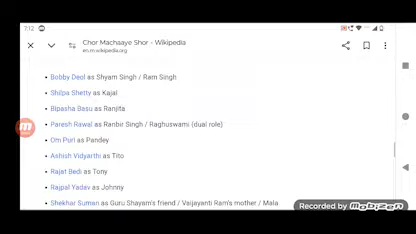 7:12
Chor Machaaye Shor - Wikipedia
en.m.wikipedia.org
Bobby Deol as Shyam Singh / Ram Singh
Shilpa Shetty as Kajal
Bipasha Basu as Ranjita
Paresh Rawal as Ranbir Singh / Raghuswami (dual role)
Om Puri as Pandey
Ashish Vidyarthi as Tito
Rajat Bedi as Tony
Rajpal Yadav as Johnny
Shekhar Suman as Guru Shayam's friend / Vaijayanti Ram's mother / Mala
Recorded by Mobizen